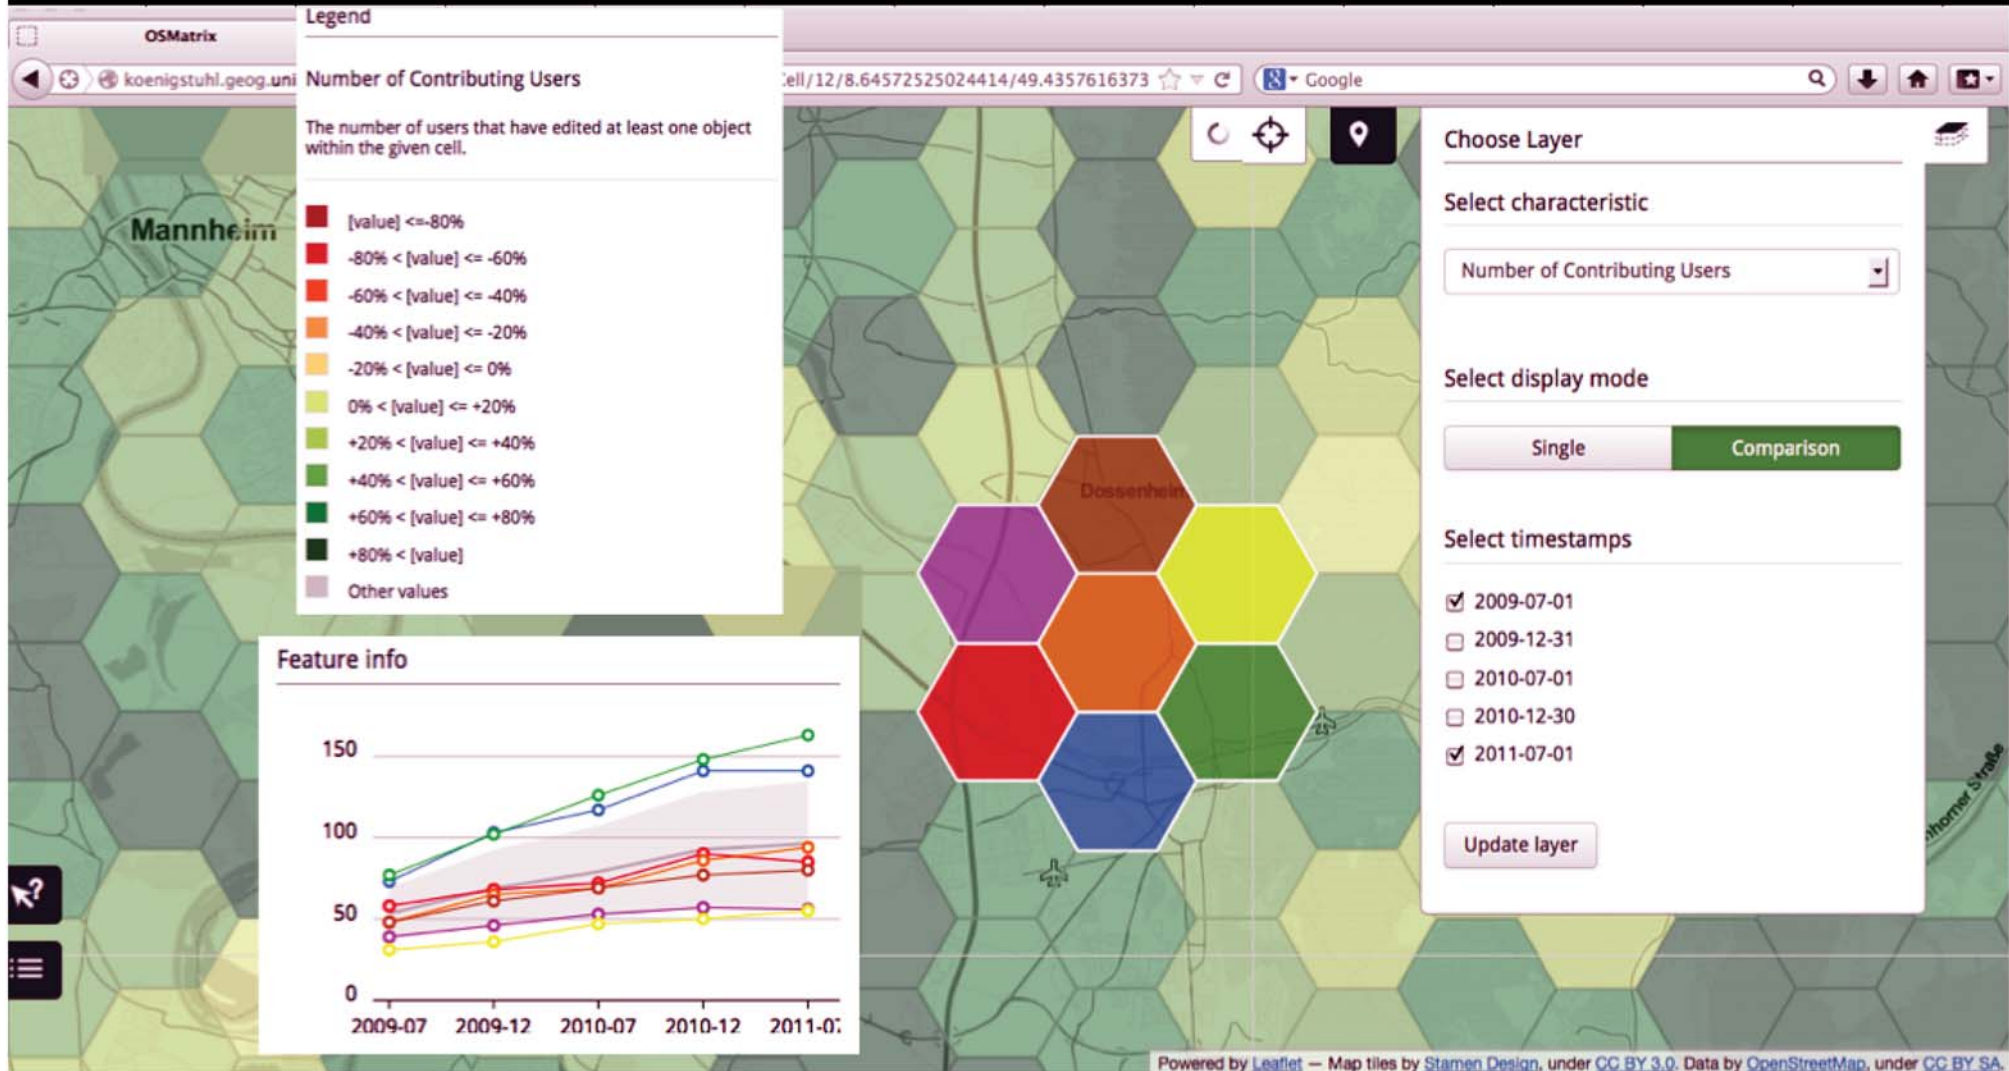 OSMatrix
koenigstuhl.geog.uni
ell/12/8.64572525024414/49.4357616373
Google
Legend
Number of Contributing Users
The number of users that have edited at least one object
within the given cell.
[value] <=-80%
-80% < [value] <= -60%
-60% < [value] <= -40%
-40% < [value] <= -20%
-20% < [value] <= 0%
0% < [value] <= +20%
+20% < [value] <= +40%
+40% < [value] <= +60%
+60% < [value] <= +80%
+80% < [value]
Other values
Mannheim
Dossenheim
Choose Layer
Select characteristic
Number of Contributing Users
Select display mode
Single
Comparison
Select timestamps
2009-07-01
2009-12-31
2010-07-01
2010-12-30
2011-07-01
Update layer
Feature info
150
100
50
0
2009-07 2009-12 2010-07 2010-12 2011-07
?
Straße
Powered by Leaflet — Map tiles by Stamen Design, under CC BY 3.0. Data by OpenStreetMap, under CC BY SA.